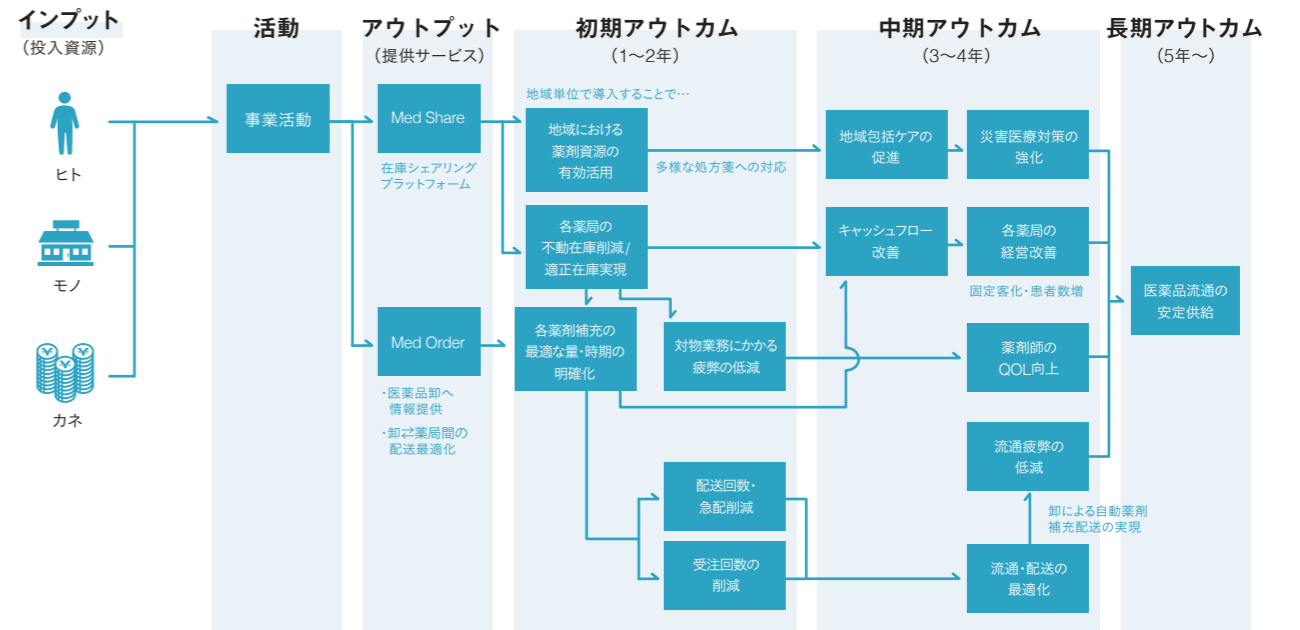 インプット
（投入資源）
活動
アウトプット
（提供サービス）
初期アウトカム
（1〜2年）
中期アウトカム
（3〜4年）
長期アウトカム
（5年〜）
ヒト
モノ
¥
¥
カネ
事業活動
Med Share
在庫シェアリング
プラットフォーム
Med Order
・医薬品卸へ
情報提供
・卸⇄薬局間の
配送最適化
地域単位で導入することで…
地域における
薬剤資源の
有効活用
多様な処方箋への対応
各薬局の
不動在庫削減/
適正在庫実現
各薬剤補充の
最適な量・時期の
明確化
対物業務にかかる
疲弊の低減
配送回数・
急配削減
受注回数の
削減
地域包括ケアの
促進
災害医療対策の
強化
キャッシュフロー
改善
各薬局の
経営改善
固定客化・患者数増
薬剤師の
QOL向上
流通疲弊の
低減
卸による自動薬剤
補充配送の実現
流通・配送の
最適化
医薬品流通の
安定供給